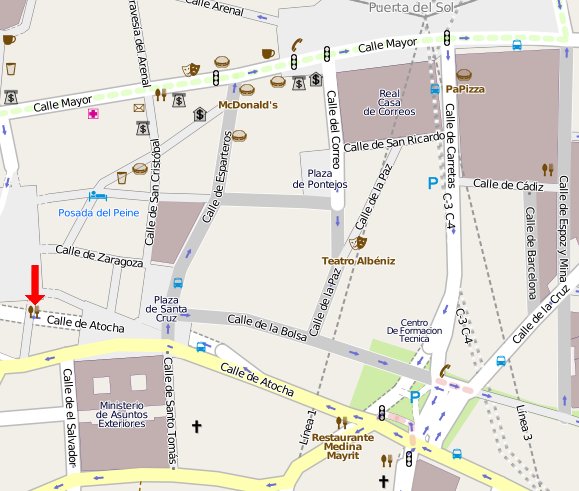 Puerta del Sol
Calle Arenal
Travesia del Arenal
Calle Mayor
Calle Mayor
McDonald's
PaPizza
Real
Casa
de Correos
Calle del Correo
Calle de San Ricardo
Calle de Carretas
C-3 C-4
Calle de San Cristóbal
Calle de Esparteros
Plaza
de Pontejos
Calle de la Paz
P
Calle de Cádiz
Calle de Espoz y Mina
Calle de Barcelona
Posada del Peine
Calle de Zaragoza
Teatro Albéniz
Calle de la Paz
Plaza
de Santa
Cruz
Calle de Atocha
Calle de la Bolsa
Centro
De Formacion
Tecnica
C-3 C-4
Calle de la Cruz
Calle de Atocha
Calle de el Salvador
Ministerio
de Asuntos
Exteriores
Calle de Santo Tomás
P
Línea 1
Línea 3
Restaurante
Medina
Mayrit